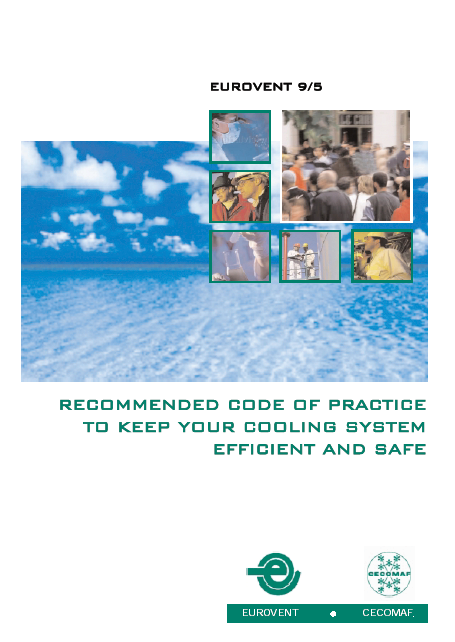 EUROVENT 9/5
RECOMMENDED CODE OF PRACTICE
TO KEEP YOUR COOLING SYSTEM
EFFICIENT AND SAFE
CECOMAF
EUROVENT • CECOMAF